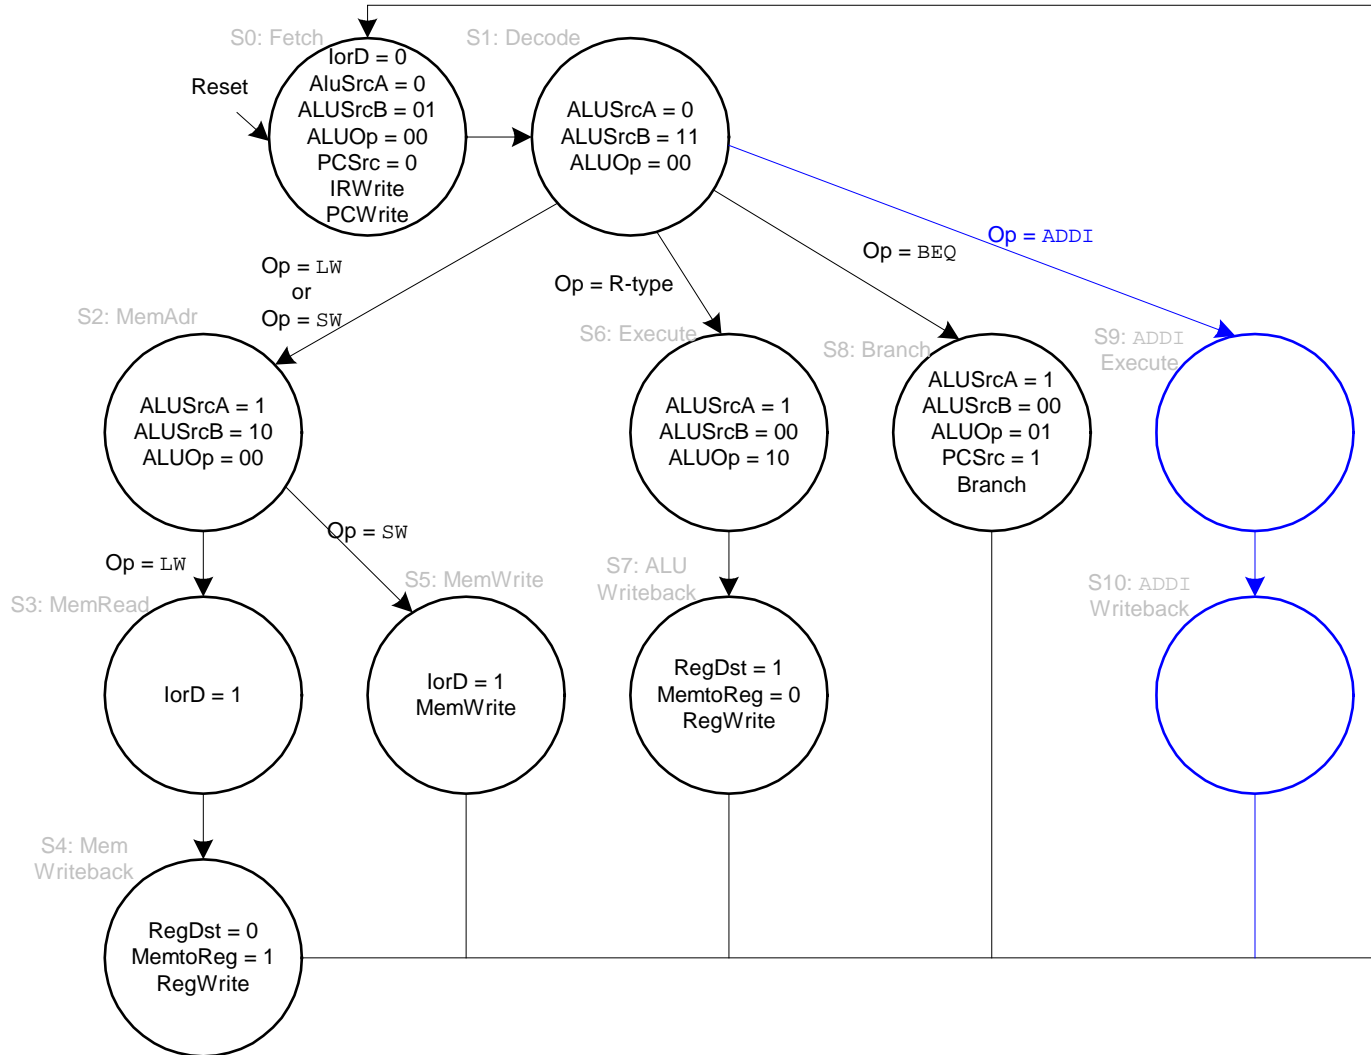 S0: Fetch
IorD = 0
AluSrcA = 0
ALUSrcB = 01
ALUOp = 00
PCSrc = 0
IRWrite
PCWrite
Reset
S1: Decode
ALUSrcA = 0
ALUSrcB = 11
ALUOp = 00
Op = LW
or
Op = SW
Op = R-type
Op = BEQ
Op = ADDI
S2: MemAdr
ALUSrcA = 1
ALUSrcB = 10
ALUOp = 00
S6: Execute
ALUSrcA = 1
ALUSrcB = 00
ALUOp = 10
S8: Branch
ALUSrcA = 1
ALUSrcB = 00
ALUOp = 01
PCSrc = 1
Branch
S9: ADDI
Execute
Op = LW
Op = SW
S3: MemRead
IorD = 1
S5: MemWrite
IorD = 1
MemWrite
S7: ALU
Writeback
RegDst = 1
MemtoReg = 0
RegWrite
S10: ADDI
Writeback
S4: Mem
Writeback
RegDst = 0
MemtoReg = 1
RegWrite